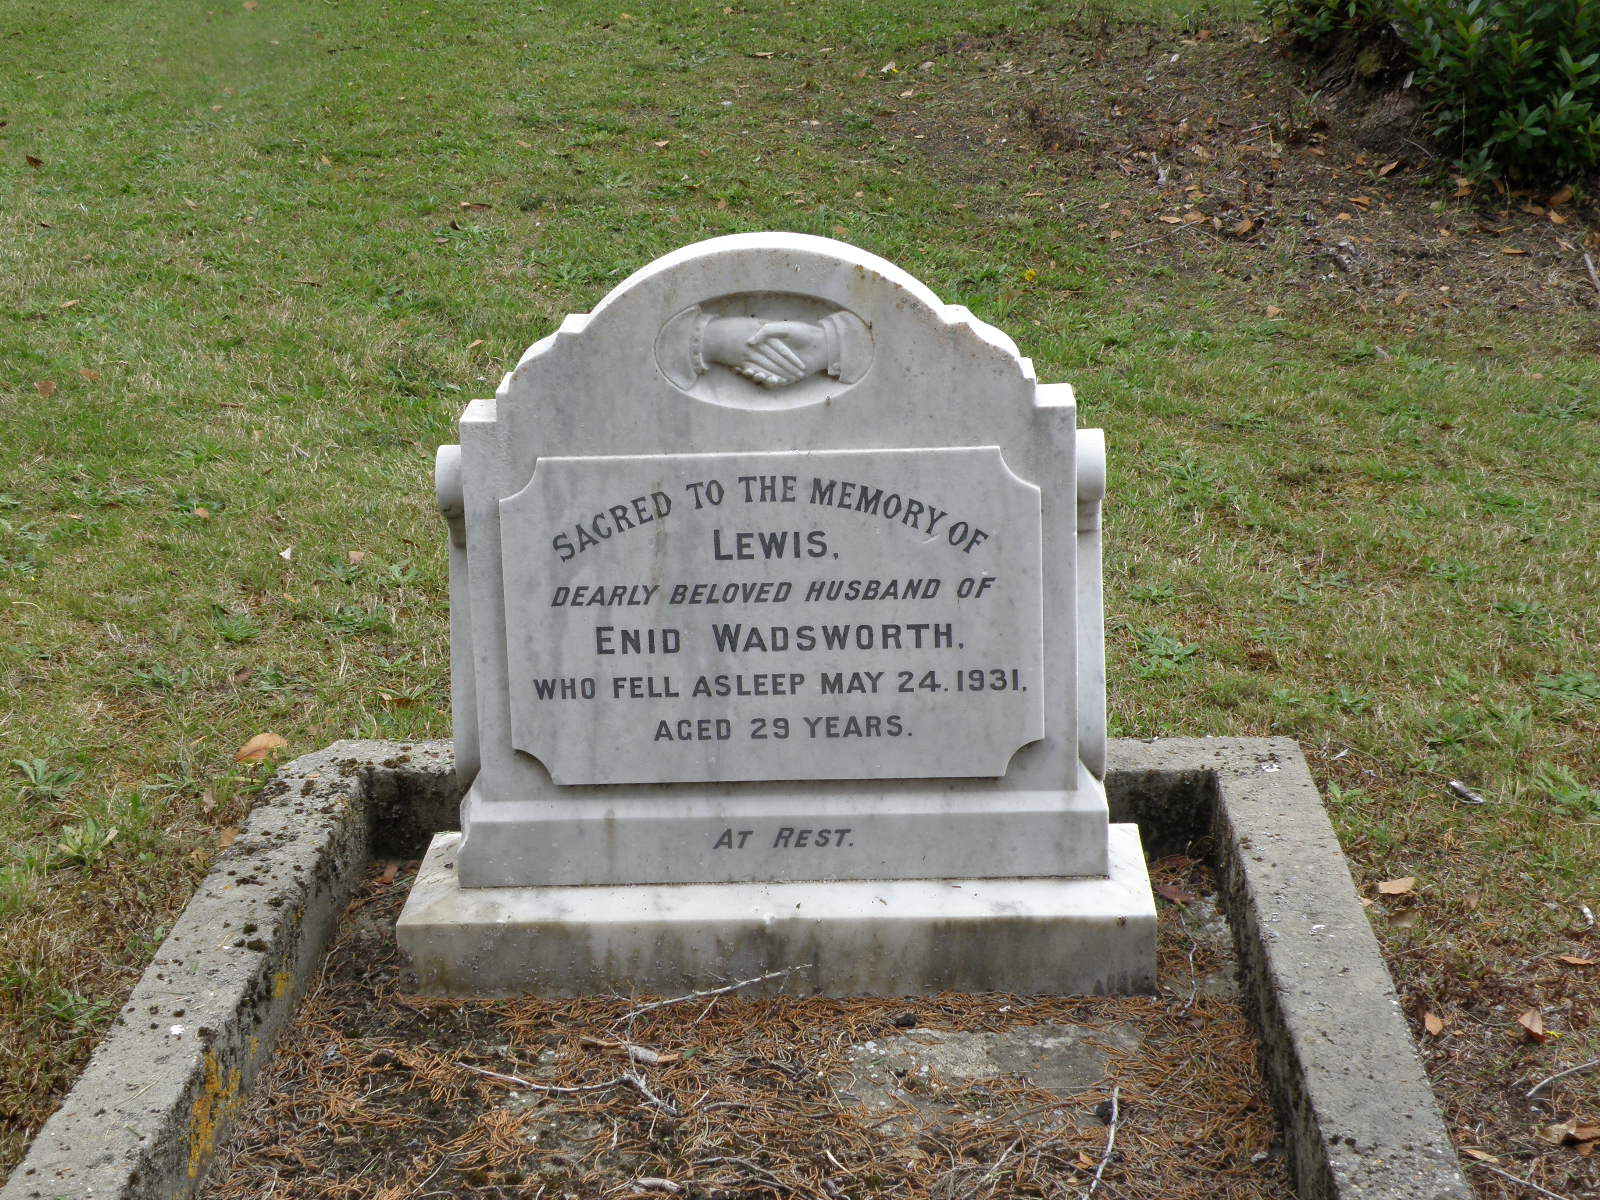 SACRED TO THE MEMORY OF
LEWIS,
DEARLY BELOVED HUSBAND OF
ENID WADSWORTH,
WHO FELL ASLEEP MAY 24.1931,
AGED 29 YEARS.
AT REST.